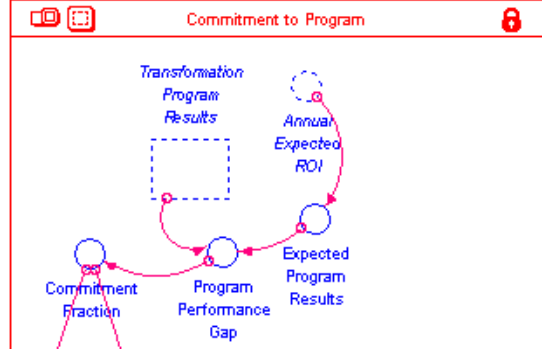 Commitment to Program
Transformation
Program
Results
Annual
Expected
ROI
Expected
Program
Results
Commitment
Fraction
Program
Performance
Gap